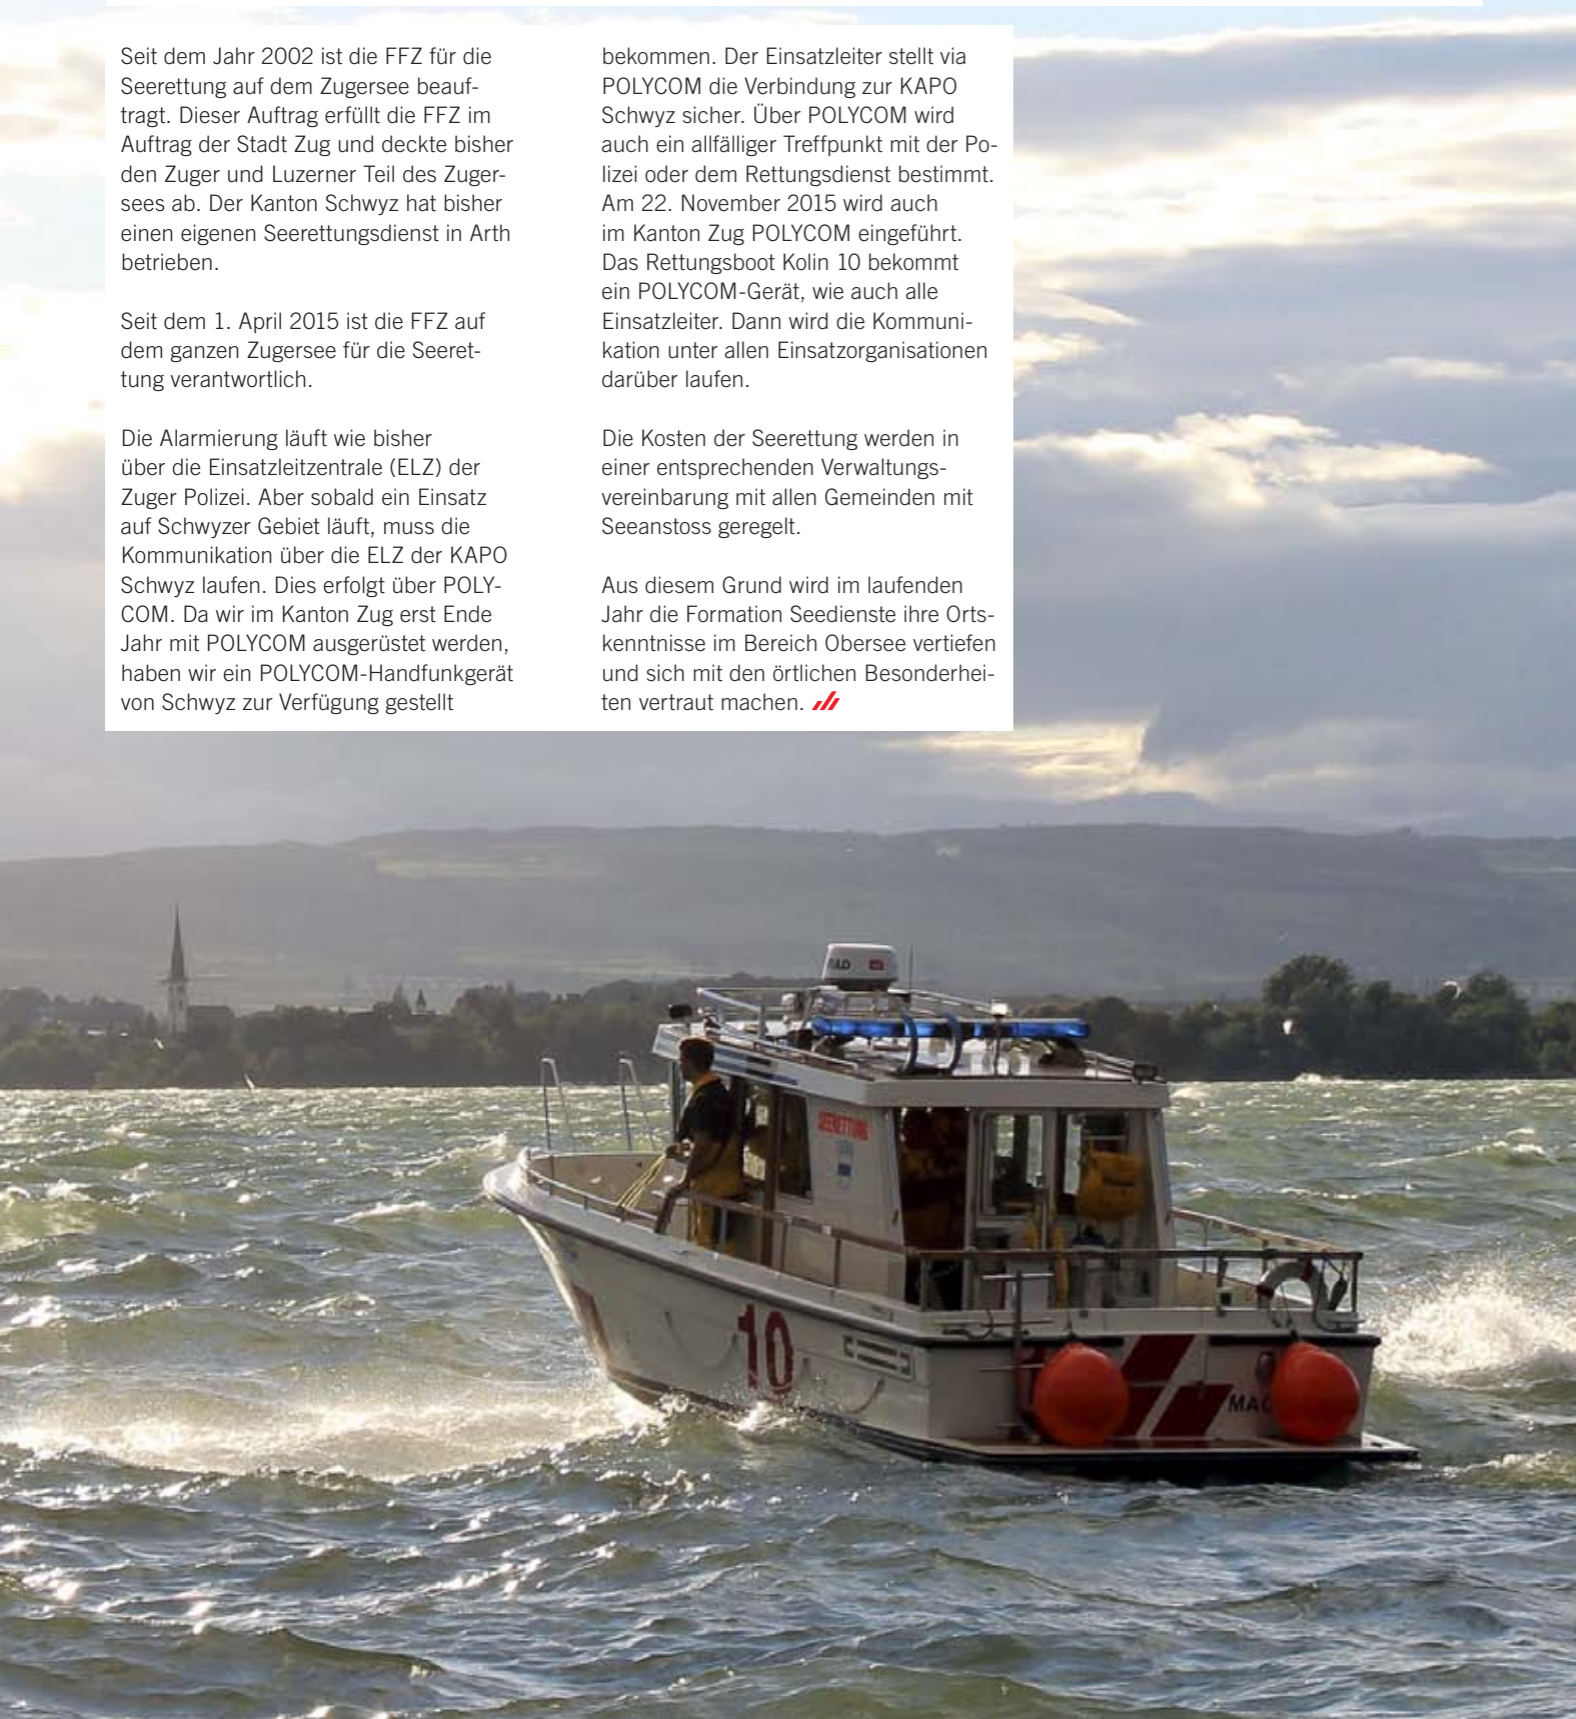 Seit dem Jahr 2002 ist die FFZ für die
Seerettung auf dem Zugersee beauf-
tragt. Dieser Auftrag erfüllt die FFZ im
Auftrag der Stadt Zug und deckte bisher
den Zuger und Luzerner Teil des Zuger-
sees ab. Der Kanton Schwyz hat bisher
einen eigenen Seerettungsdienst in Arth
betrieben.
Seit dem 1. April 2015 ist die FFZ auf
dem ganzen Zugersee für die Seeret-
tung verantwortlich.
Die Alarmierung läuft wie bisher
über die Einsatzleitzentrale (ELZ) der
Zuger Polizei. Aber sobald ein Einsatz
auf Schwyzer Gebiet läuft, muss die
Kommunikation über die ELZ der KAPO
Schwyz laufen. Dies erfolgt über POLY-
COM. Da wir im Kanton Zug erst Ende
Jahr mit POLYCOM ausgerüstet werden,
haben wir ein POLYCOM-Handfunkgerät
von Schwyz zur Verfügung gestellt
bekommen. Der Einsatzleiter stellt via
POLYCOM die Verbindung zur KAPO
Schwyz sicher. Über POLYCOM wird
auch ein allfälliger Treffpunkt mit der Po-
lizei oder dem Rettungsdienst bestimmt.
Am 22. November 2015 wird auch
im Kanton Zug POLYCOM eingeführt.
Das Rettungsboot Kolin 10 bekommt
ein POLYCOM-Gerät, wie auch alle
Einsatzleiter. Dann wird die Kommuni-
kation unter allen Einsatzorganisationen
darüber laufen.
Die Kosten der Seerettung werden in
einer entsprechenden Verwaltungs-
vereinbarung mit allen Gemeinden mit
Seeanstoss geregelt.
Aus diesem Grund wird im laufenden
Jahr die Formation Seedienste ihre Orts-
kenntnisse im Bereich Obersee vertiefen
und sich mit den örtlichen Besonderhei-
ten vertraut machen.
SEERETTUNG
10